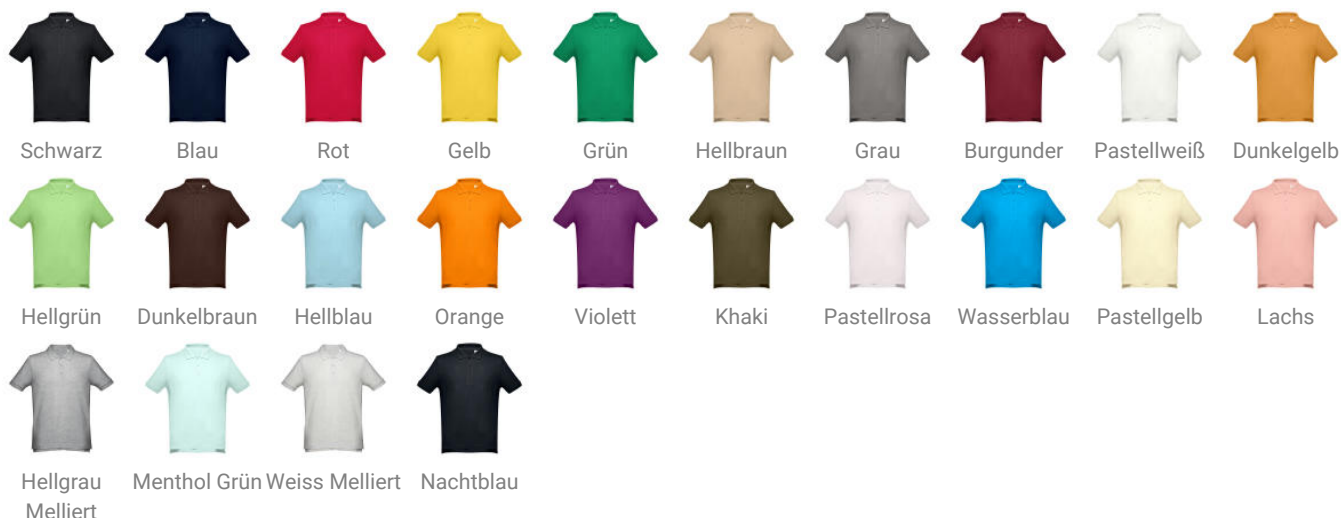 Schwarz Blau Rot Gelb Grün Hellbraun Grau Burgunder Pastellweiß Dunkelgelb
Hellgrün Dunkelbraun Hellblau Orange Violett Khaki Pastellrosa Wasserblau Pastellgelb Lachs
Hellgrau Menthol Grün Weiss Melliert Nachtblau
Melliert